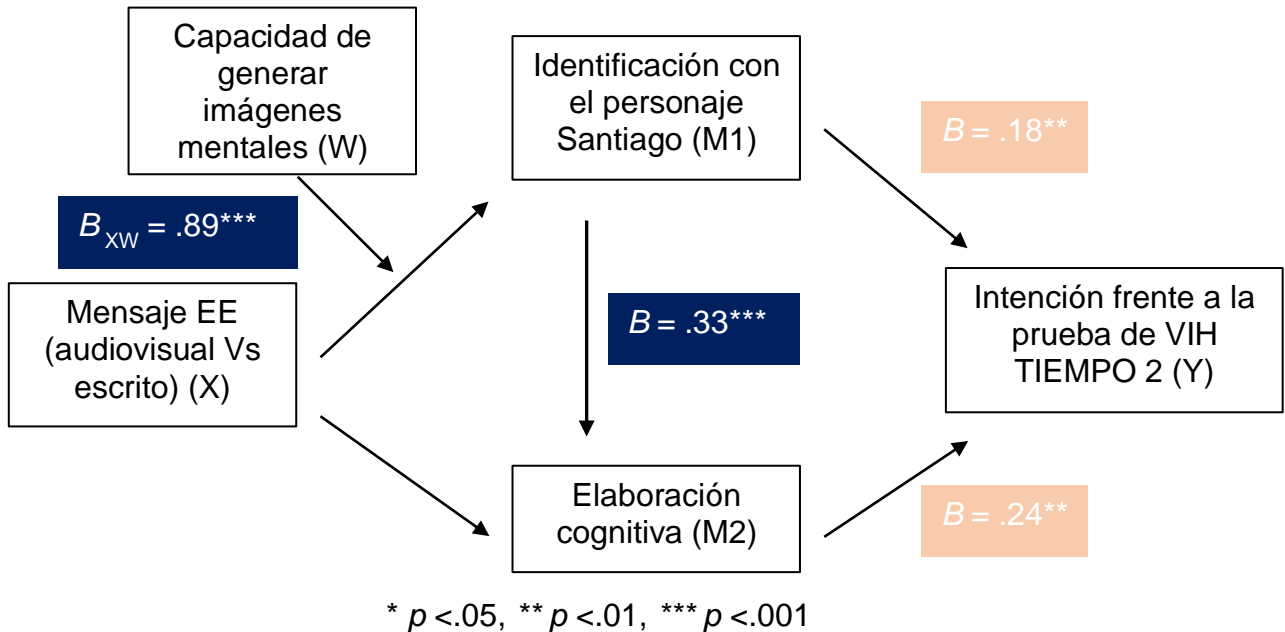 Capacidad de
generar
imágenes
mentales (W)
Identificación con
el personaje
Santiago (M1)
B = .18**
B XW = .89***
Mensaje EE
(audiovisual Vs
escrito) (X)
B = .33***
Intención frente a la
prueba de VIH
TIEMPO 2 (Y)
Elaboración
cognitiva (M2)
B = .24**
* p <.05, ** p <.01, *** p <.001